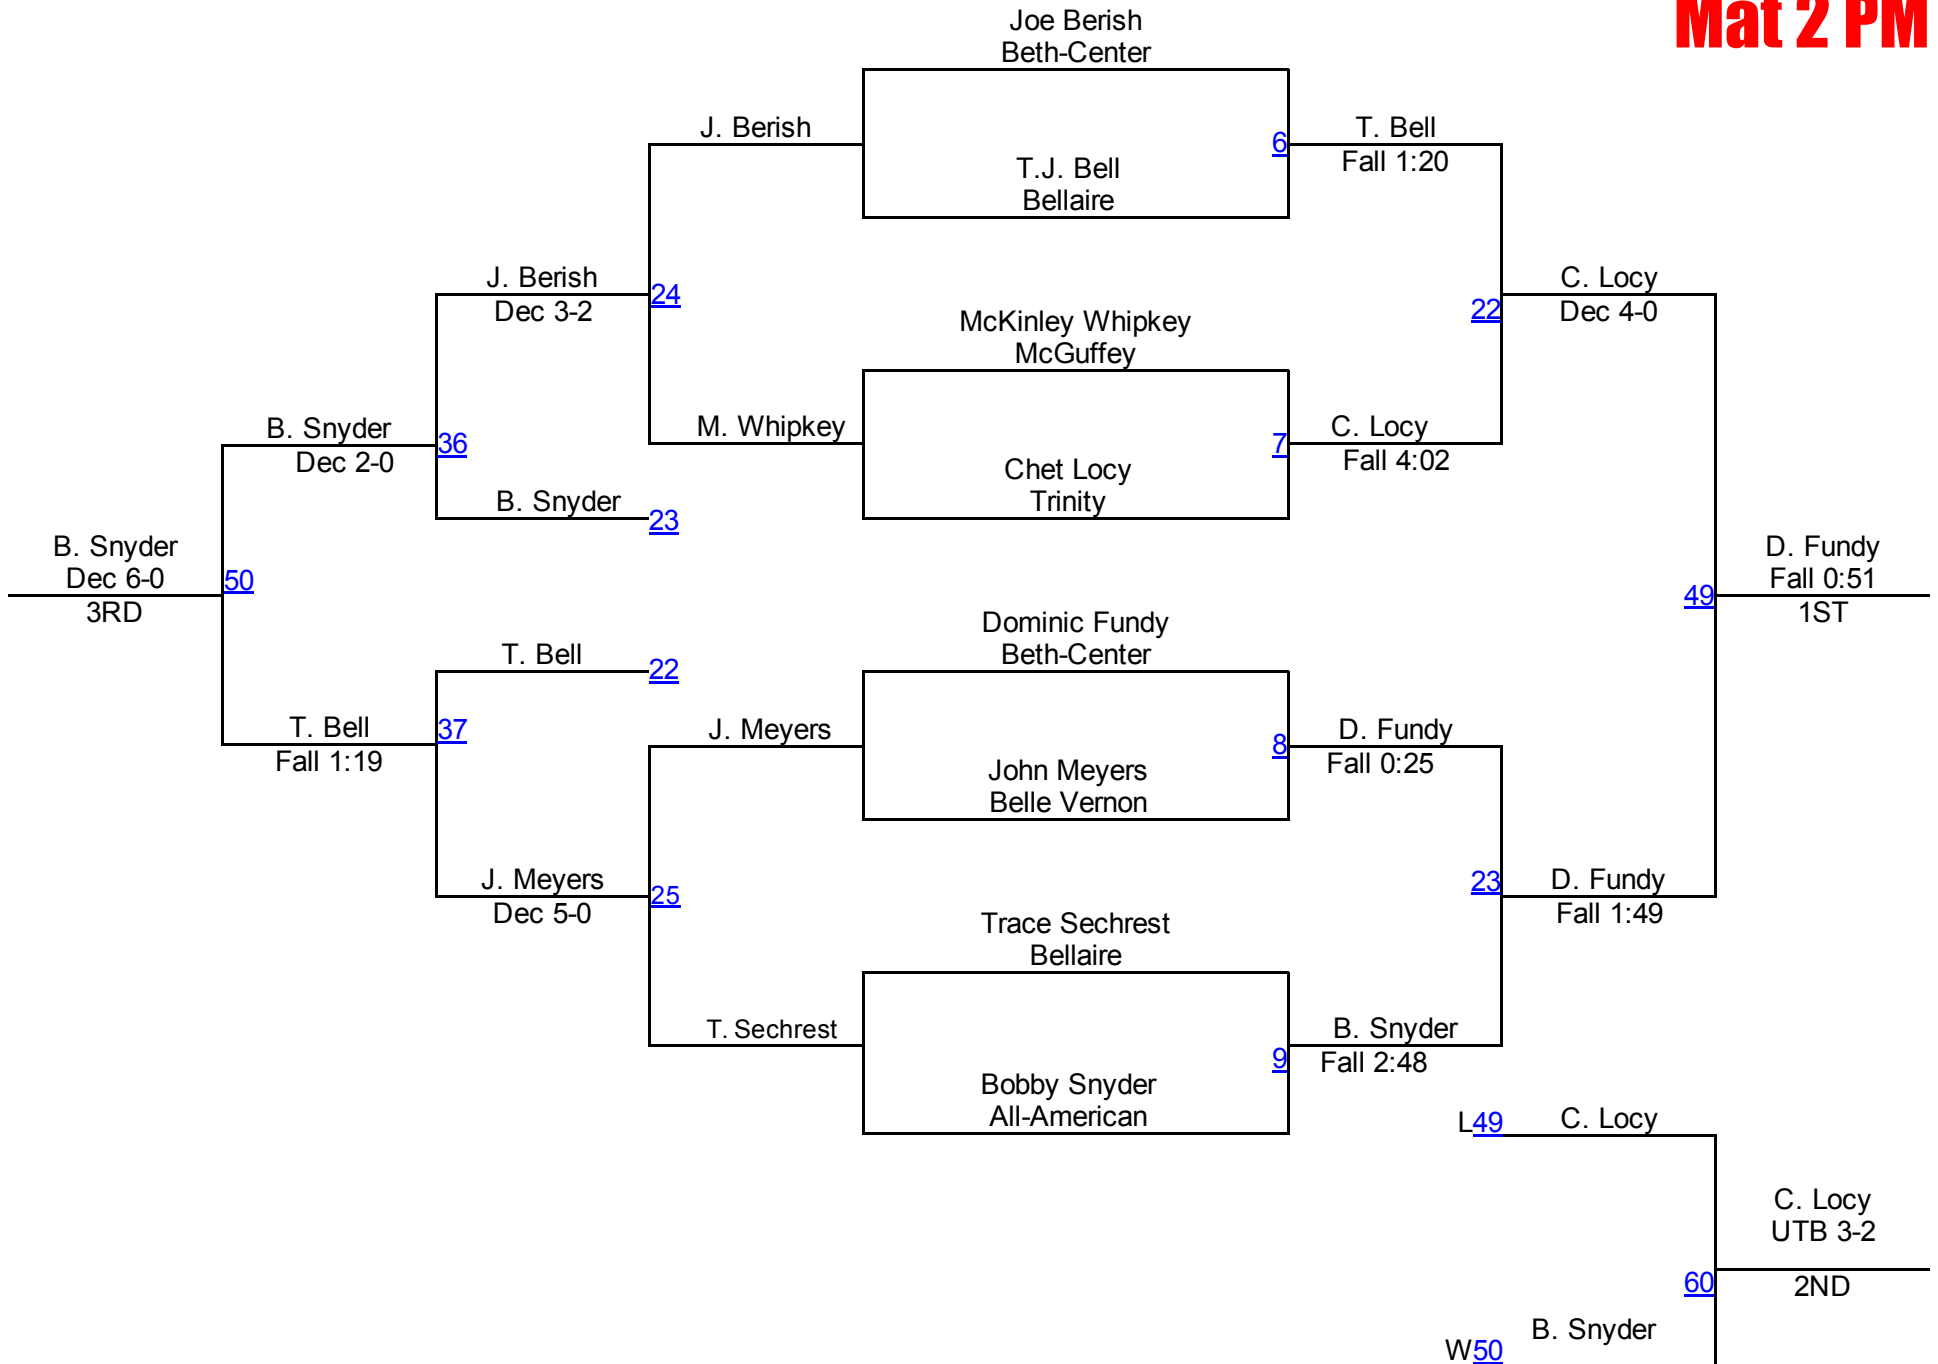 Mat 2 PM
Joe Berish
Beth-Center
J. Berish
6
T. Bell
Fall 1:20
T.J. Bell
Bellaire
J. Berish
Dec 3-2
24
C. Locy
Dec 4-0
22
McKinley Whipkey
McGuffey
B. Snyder
Dec 2-0
36
M. Whipkey
7
C. Locy
Fall 4:02
Chet Locy
Trinity
B. Snyder
23
B. Snyder
Dec 6-0
3RD
50
D. Fundy
Fall 0:51
1ST
49
Dominic Fundy
Beth-Center
T. Bell
22
T. Bell
Fall 1:19
37
J. Meyers
8
D. Fundy
Fall 0:25
John Meyers
Belle Vernon
J. Meyers
Dec 5-0
25
23
D. Fundy
Fall 1:49
Trace Sechrest
Bellaire
T. Sechrest
9
B. Snyder
Fall 2:48
Bobby Snyder
All-American
L49
C. Locy
C. Locy
UTB 3-2
2ND
60
B. Snyder
W50